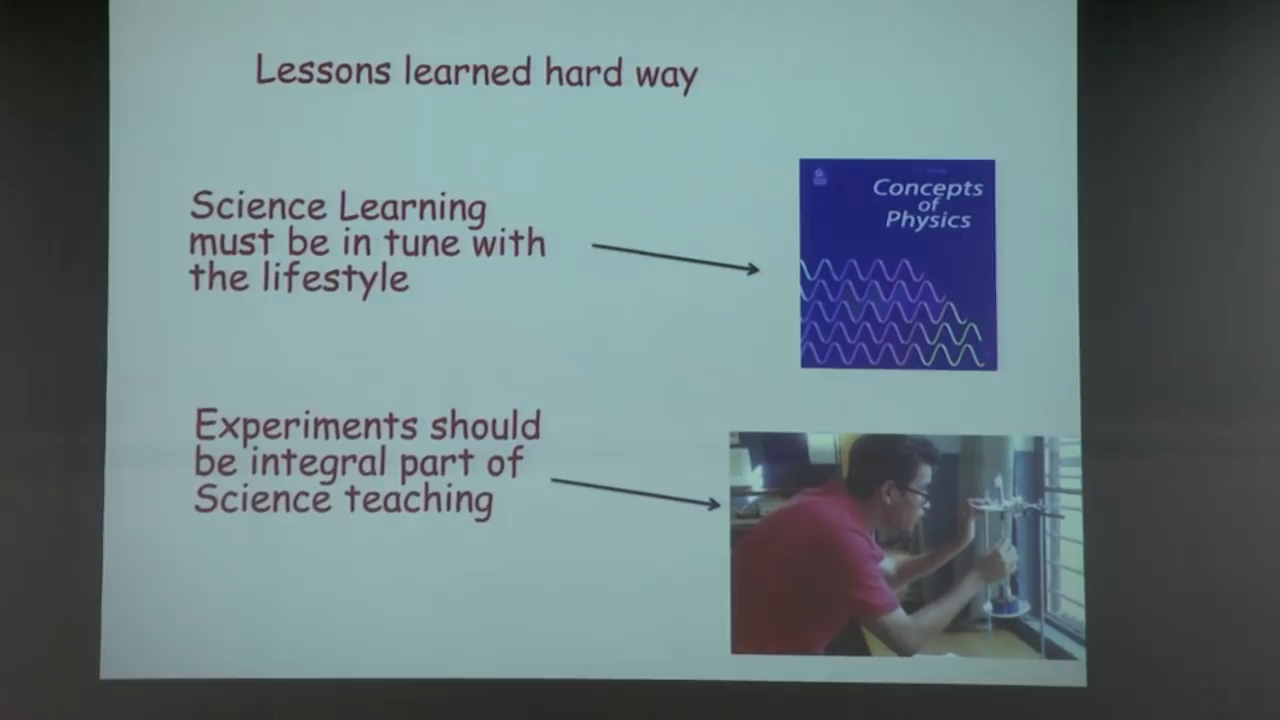 Lessons learned hard way
Science Learning
must be in tune with
the lifestyle
Concepts
of
Physics
Experiments should
be integral part of
Science teaching